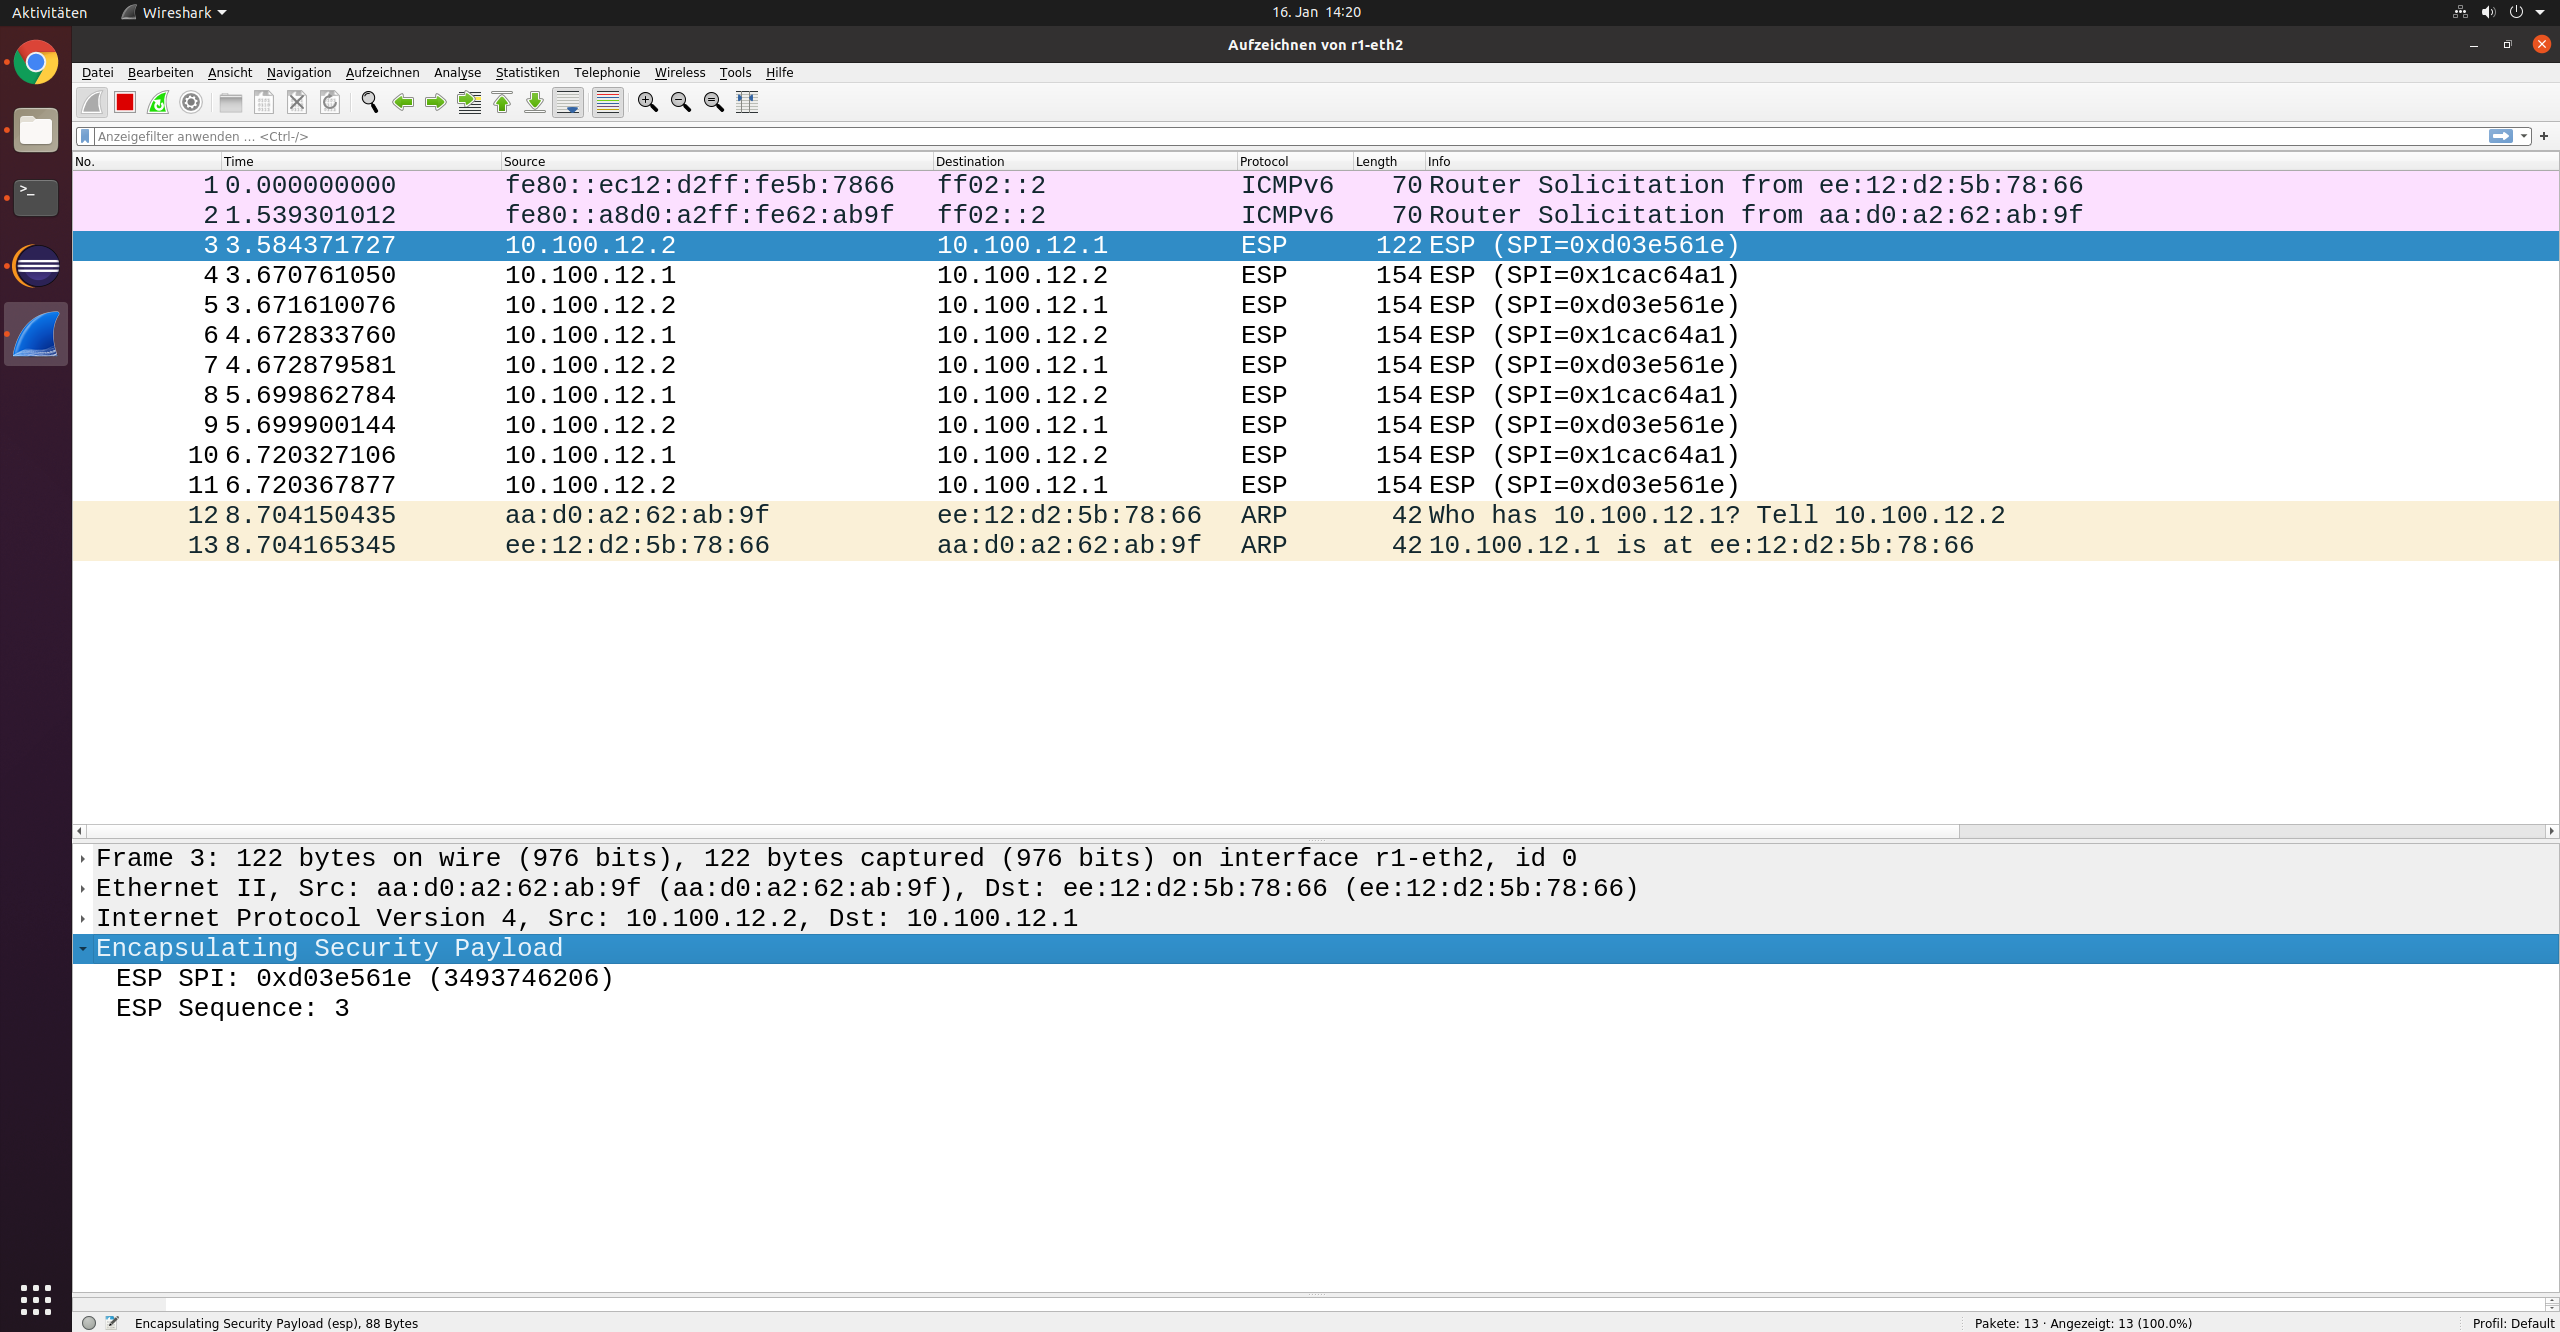 Aktivitäten Wireshark 16. Jan 14:20
Aufzeichnen von r1-eth2
Datei Bearbeiten Ansicht Navigation Aufzeichnen Analyse Statistiken Telephonie Wireless Tools Hilfe
Anzeigefilter anwenden ... <Ctrl-/>
No. Time Source Destination Protocol Length Info
1 0.000000000 fe80::ec12:d2ff:fe5b:7866 ff02::2 ICMPv6 70 Router Solicitation from ee:12:d2:5b:78:66
2 1.539301012 fe80::a8d0:a2ff:fe62:ab9f ff02::2 ICMPv6 70 Router Solicitation from aa:d0:a2:62:ab:9f
3 3.584371727 10.100.12.2 10.100.12.1 ESP 122 ESP (SPI=0xd03e561e)
4 3.670761050 10.100.12.1 10.100.12.2 ESP 154 ESP (SPI=0x1cac64a1)
5 3.671610076 10.100.12.2 10.100.12.1 ESP 154 ESP (SPI=0xd03e561e)
6 4.672833760 10.100.12.1 10.100.12.2 ESP 154 ESP (SPI=0x1cac64a1)
7 4.672879581 10.100.12.2 10.100.12.1 ESP 154 ESP (SPI=0xd03e561e)
8 5.699862784 10.100.12.1 10.100.12.2 ESP 154 ESP (SPI=0x1cac64a1)
9 5.699900144 10.100.12.2 10.100.12.1 ESP 154 ESP (SPI=0xd03e561e)
10 6.720327106 10.100.12.1 10.100.12.2 ESP 154 ESP (SPI=0x1cac64a1)
11 6.720367877 10.100.12.2 10.100.12.1 ESP 154 ESP (SPI=0xd03e561e)
12 8.704150435 aa:d0:a2:62:ab:9f ee:12:d2:5b:78:66 ARP 42 Who has 10.100.12.1? Tell 10.100.12.2
13 8.704165345 ee:12:d2:5b:78:66 aa:d0:a2:62:ab:9f ARP 42 10.100.12.1 is at ee:12:d2:5b:78:66
Frame 3: 122 bytes on wire (976 bits), 122 bytes captured (976 bits) on interface r1-eth2, id 0
Ethernet II, Src: aa:d0:a2:62:ab:9f (aa:d0:a2:62:ab:9f), Dst: ee:12:d2:5b:78:66 (ee:12:d2:5b:78:66)
Internet Protocol Version 4, Src: 10.100.12.2, Dst: 10.100.12.1
Encapsulating Security Payload
ESP SPI: 0xd03e561e (3493746206)
ESP Sequence: 3
Encapsulating Security Payload (esp), 88 Bytes Pakete: 13 · Angezeigt: 13 (100.0%) Profil: Default